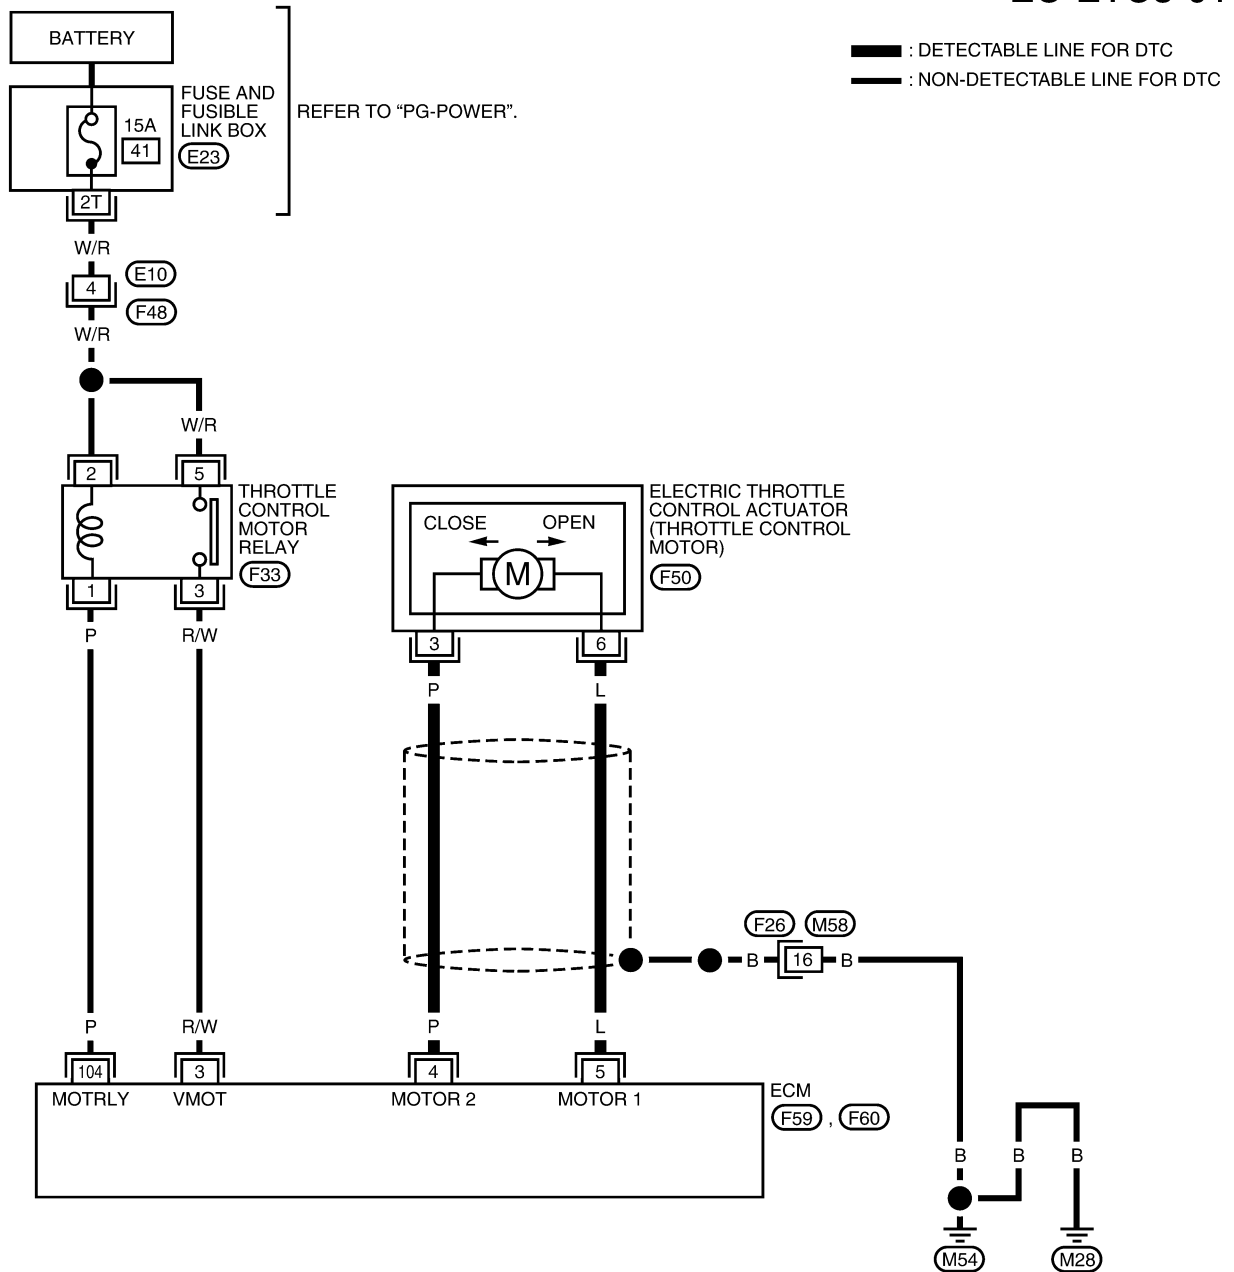 BATTERY
: DETECTABLE LINE FOR DTC
: NON-DETECTABLE LINE FOR DTC
FUSE AND
FUSIBLE
LINK BOX
E23
15A
41
REFER TO “PG-POWER”.
2T
W/R
4
E10
F48
W/R
W/R
2
5
THROTTLE
CONTROL
MOTOR
RELAY
F33
1
3
P
R/W
CLOSE
OPEN
M
ELECTRIC THROTTLE
CONTROL ACTUATOR
(THROTTLE CONTROL
MOTOR)
F50
3
6
P
L
F26
M58
B
16
B
P
R/W
P
L
104
3
4
5
MOTRLY
VMOT
MOTOR 2
MOTOR 1
ECM
F59 , F60
B
B
B
M54
M28